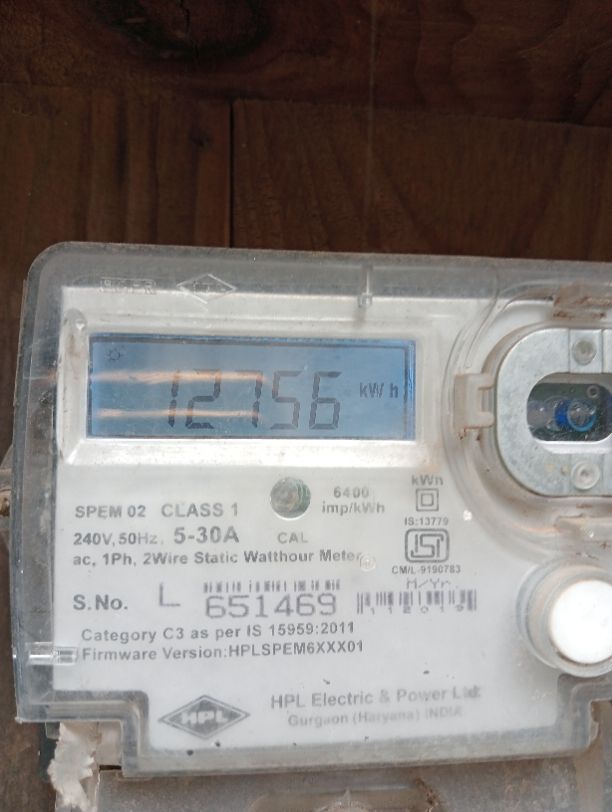 12756 kWh
SPEM 02 CLASS 1
6400
imp/kWh
kWh
240V, 50Hz, 5-30A
CAL
IS:13779
ac, 1Ph, 2Wire Static Watthour Meter
ISI
CM/L-9190783
M/Yr.
S.No. L 651469
112019
Category C3 as per IS 15959:2011
Firmware Version:HPLSPEM6XXX01
HPL
HPL Electric & Power Ltd
Gurgaon (Haryana) INDIA